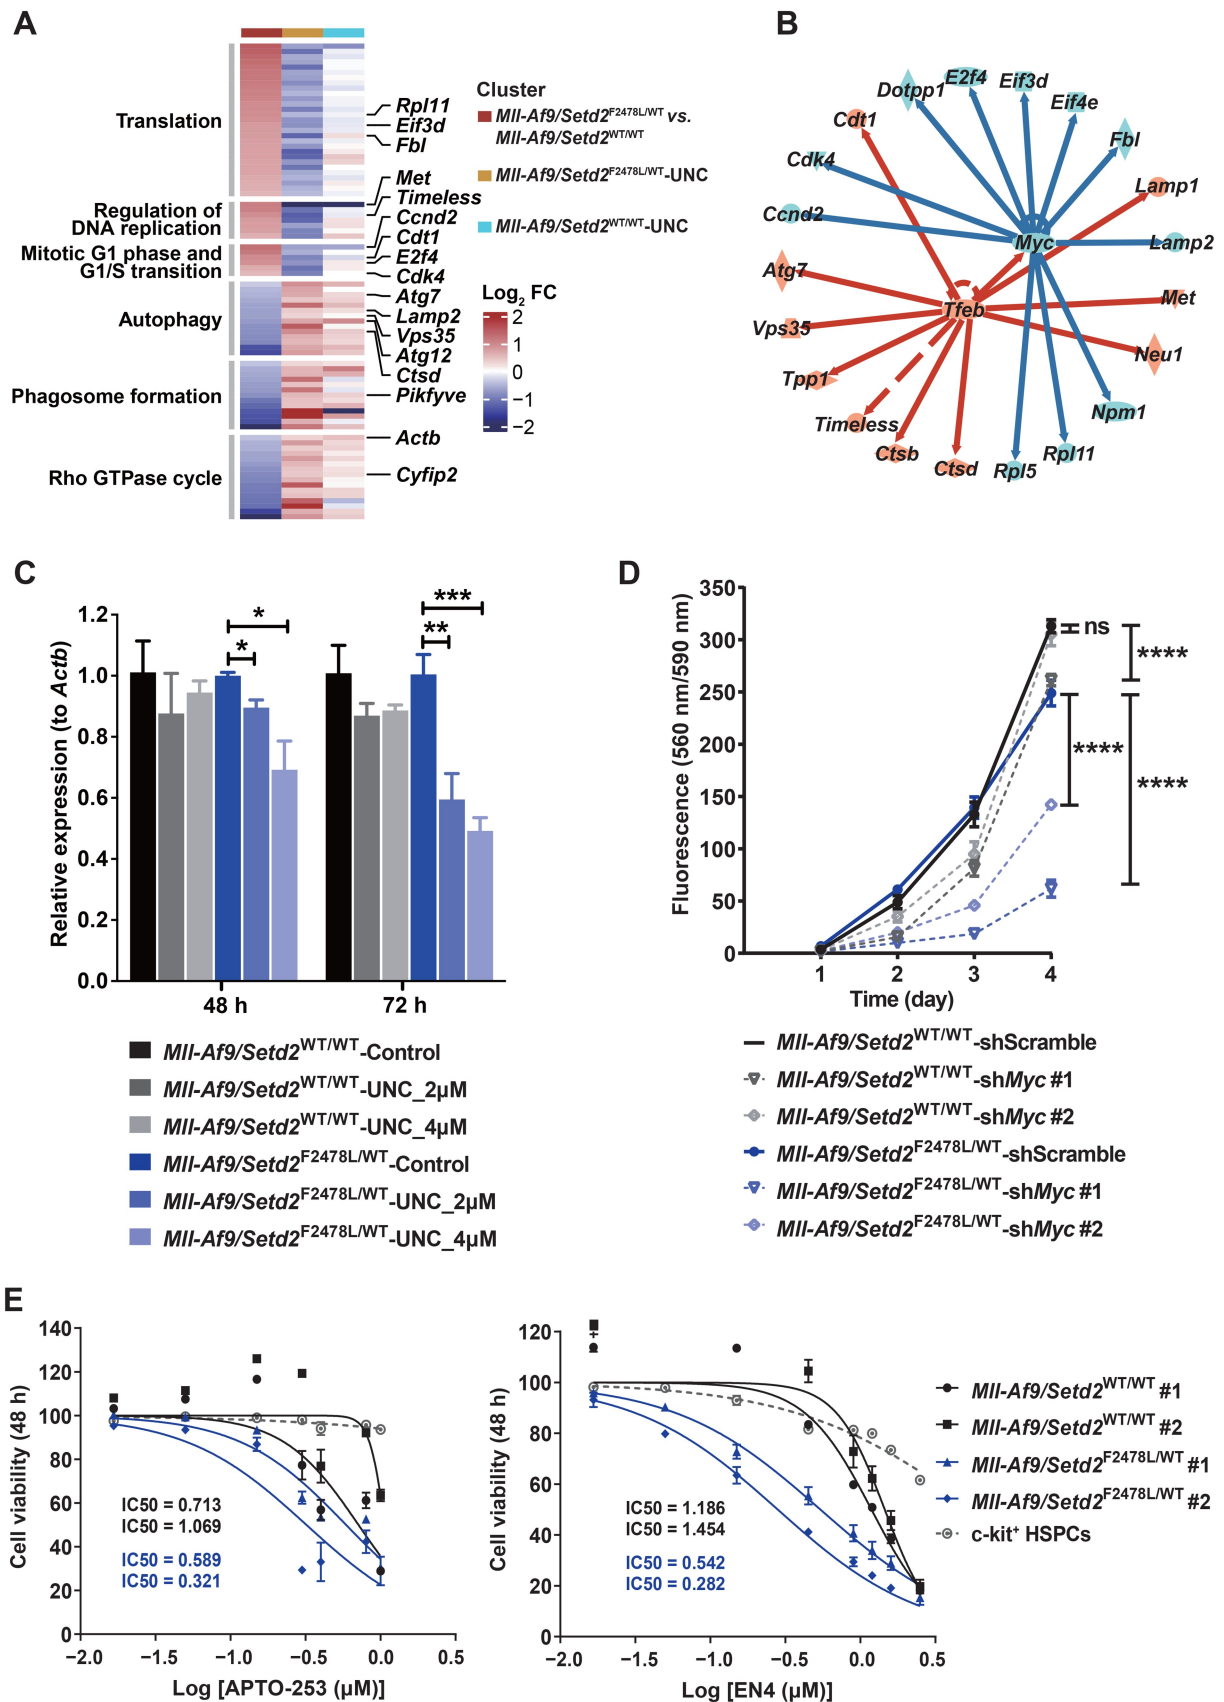 A
Translation
Regulation of
DNA replication
Mitotic G1 phase and
G1/S transition
Autophagy
Phagosome formation
Rho GTPase cycle
Rpl11
Eif3d
Fbl
Met
Timeless
Ccnd2
Cdt1
E2f4
Cdk4
Atg7
Lamp2
Vps35
Atg12
Ctsd
Pikfyve
Actb
Cyfip2
Cluster
Mll-Af9/Setd2F2478L/WT vs.
Mll-Af9/Setd2WT/WT
Mll-Af9/Setd2F2478L/WT-UNC
Mll-Af9/Setd2WT/WT-UNC
Log2 FC
2
1
0
−1
−2
B
Dotpp1
E2f4
Eif3d
Eif4e
Fbl
Cdt1
Cdk4
Ccnd2
Lamp1
Myc
Lamp2
Atg7
Tfeb
Met
Vps35
Neu1
Tpp1
Timeless
Npm1
Ctsb
Ctsd
Rpl5
Rpl11
C
Relative expression (to Actb)
1.2
1.0
0.8
0.6
0.4
0.2
0.0
*
*
***
**
48 h
72 h
Mll-Af9/Setd2WT/WT-Control
Mll-Af9/Setd2WT/WT-UNC_2μM
Mll-Af9/Setd2WT/WT-UNC_4μM
Mll-Af9/Setd2F2478L/WT-Control
Mll-Af9/Setd2F2478L/WT-UNC_2μM
Mll-Af9/Setd2F2478L/WT-UNC_4μM
D
Fluorescence (560 nm/590 nm)
350
300
250
200
150
100
50
0
ns
****
****
****
1 2 3 4
Time (day)
Mll-Af9/Setd2WT/WT-shScramble
Mll-Af9/Setd2WT/WT-shMyc #1
Mll-Af9/Setd2WT/WT-shMyc #2
Mll-Af9/Setd2F2478L/WT-shScramble
Mll-Af9/Setd2F2478L/WT-shMyc #1
Mll-Af9/Setd2F2478L/WT-shMyc #2
E
Cell viability (48 h)
140
120
100
80
60
40
20
0
IC50 = 0.713
IC50 = 1.069
IC50 = 0.589
IC50 = 0.321
−2.0 −1.5 −1.0 −0.5 0.0 0.5
Log [APTO-253 (μM)]
Cell viability (48 h)
120
100
80
60
40
20
0
IC50 = 1.186
IC50 = 1.454
IC50 = 0.542
IC50 = 0.282
−2.0 −1.5 −1.0 −0.5 0.0 0.5
Log [EN4 (μM)]
Mll-Af9/Setd2WT/WT #1
Mll-Af9/Setd2WT/WT #2
Mll-Af9/Setd2F2478L/WT #1
Mll-Af9/Setd2F2478L/WT #2
c-kit+ HSPCs